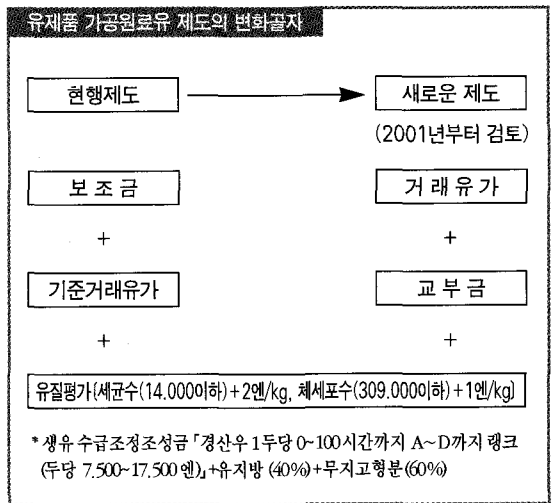 유제품 가공원료유 제도의 변화골자
현행제도
새로운 제도
(2001년부터 검토)
보 조 금
거 래 유 가
+
+
기준거래유가
교 부 금
+
+
유질평가{세균수(14.000이하)+2엔/kg, 체세포수(309.000이하)+1엔/kg}
* 생유 수급조정조성금 「경산우 1두당 0~100시간까지 A~D까지 랭크
(두당 7.500~17.500엔)」+유지방 (40%)+무지고형분(60%)